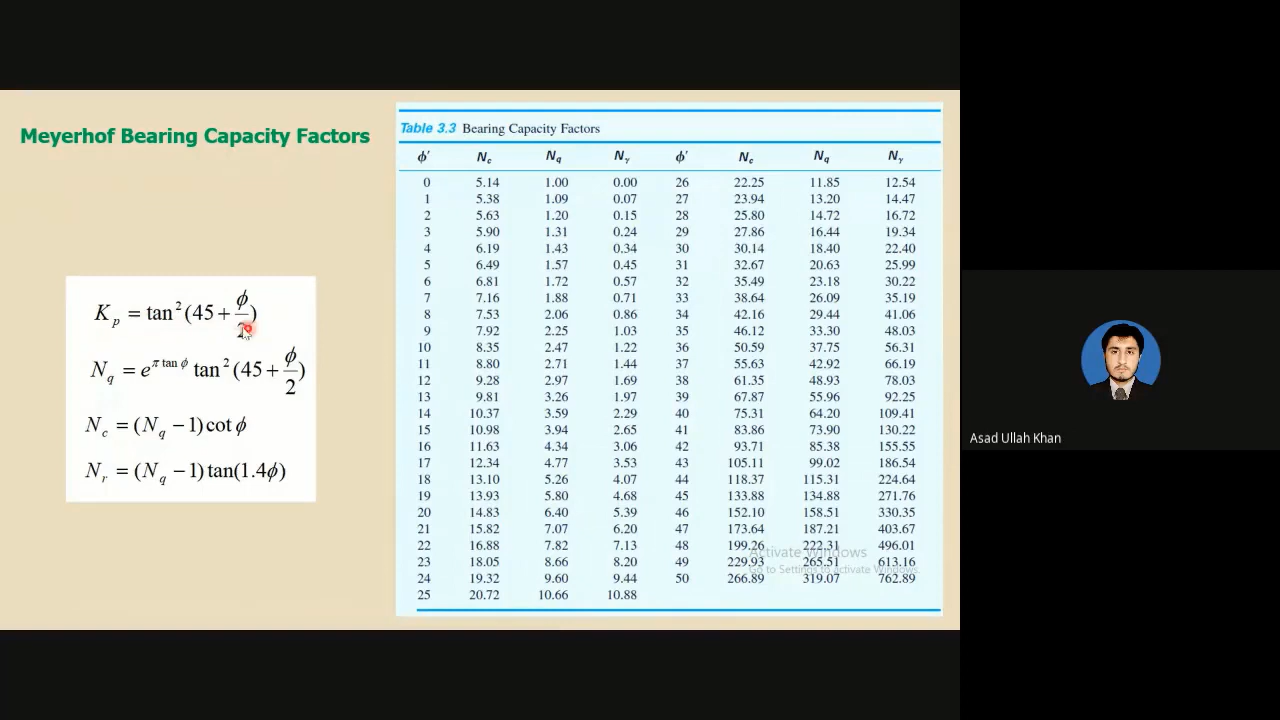 Meyerhof Bearing Capacity Factors
K_p = tan²(45 + ϕ/2)
N_q = e^(π tan ϕ) tan²(45 + ϕ/2)
N_c = (N_q − 1) cot ϕ
N_r = (N_q − 1) tan(1.4ϕ)
Table 3.3 Bearing Capacity Factors
ϕ' N_c N_q N_γ ϕ' N_c N_q N_γ
0 5.14 1.00 0.00 26 22.25 11.85 12.54
1 5.38 1.09 0.07 27 23.94 13.20 14.47
2 5.63 1.20 0.15 28 25.80 14.72 16.72
3 5.90 1.31 0.24 29 27.86 16.44 19.34
4 6.19 1.43 0.34 30 30.14 18.40 22.40
5 6.49 1.57 0.45 31 32.67 20.63 25.99
6 6.81 1.72 0.57 32 35.49 23.18 30.22
7 7.16 1.88 0.71 33 38.64 26.09 35.19
8 7.53 2.06 0.86 34 42.16 29.44 41.06
9 7.92 2.25 1.03 35 46.12 33.30 48.03
10 8.35 2.47 1.22 36 50.59 37.75 56.31
11 8.80 2.71 1.44 37 55.63 42.92 66.19
12 9.28 2.97 1.69 38 61.35 48.93 78.03
13 9.81 3.26 1.97 39 67.87 55.96 92.25
14 10.37 3.59 2.29 40 75.31 64.20 109.41
15 10.98 3.94 2.65 41 83.86 73.90 130.22
16 11.63 4.34 3.06 42 93.71 85.38 155.55
17 12.34 4.77 3.53 43 105.11 99.02 186.54
18 13.10 5.26 4.07 44 118.37 115.31 224.64
19 13.93 5.80 4.68 45 133.88 134.88 271.76
20 14.83 6.40 5.39 46 152.10 158.51 330.35
21 15.82 7.07 6.20 47 173.64 187.21 403.67
22 16.88 7.82 7.13 48 199.26 222.31 496.01
23 18.05 8.66 8.20 49 229.93 265.51 613.16
24 19.32 9.60 9.44 50 266.89 319.07 762.89
25 20.72 10.66 10.88
Activate Windows
Go to Settings to activate Windows.
Asad Ullah Khan